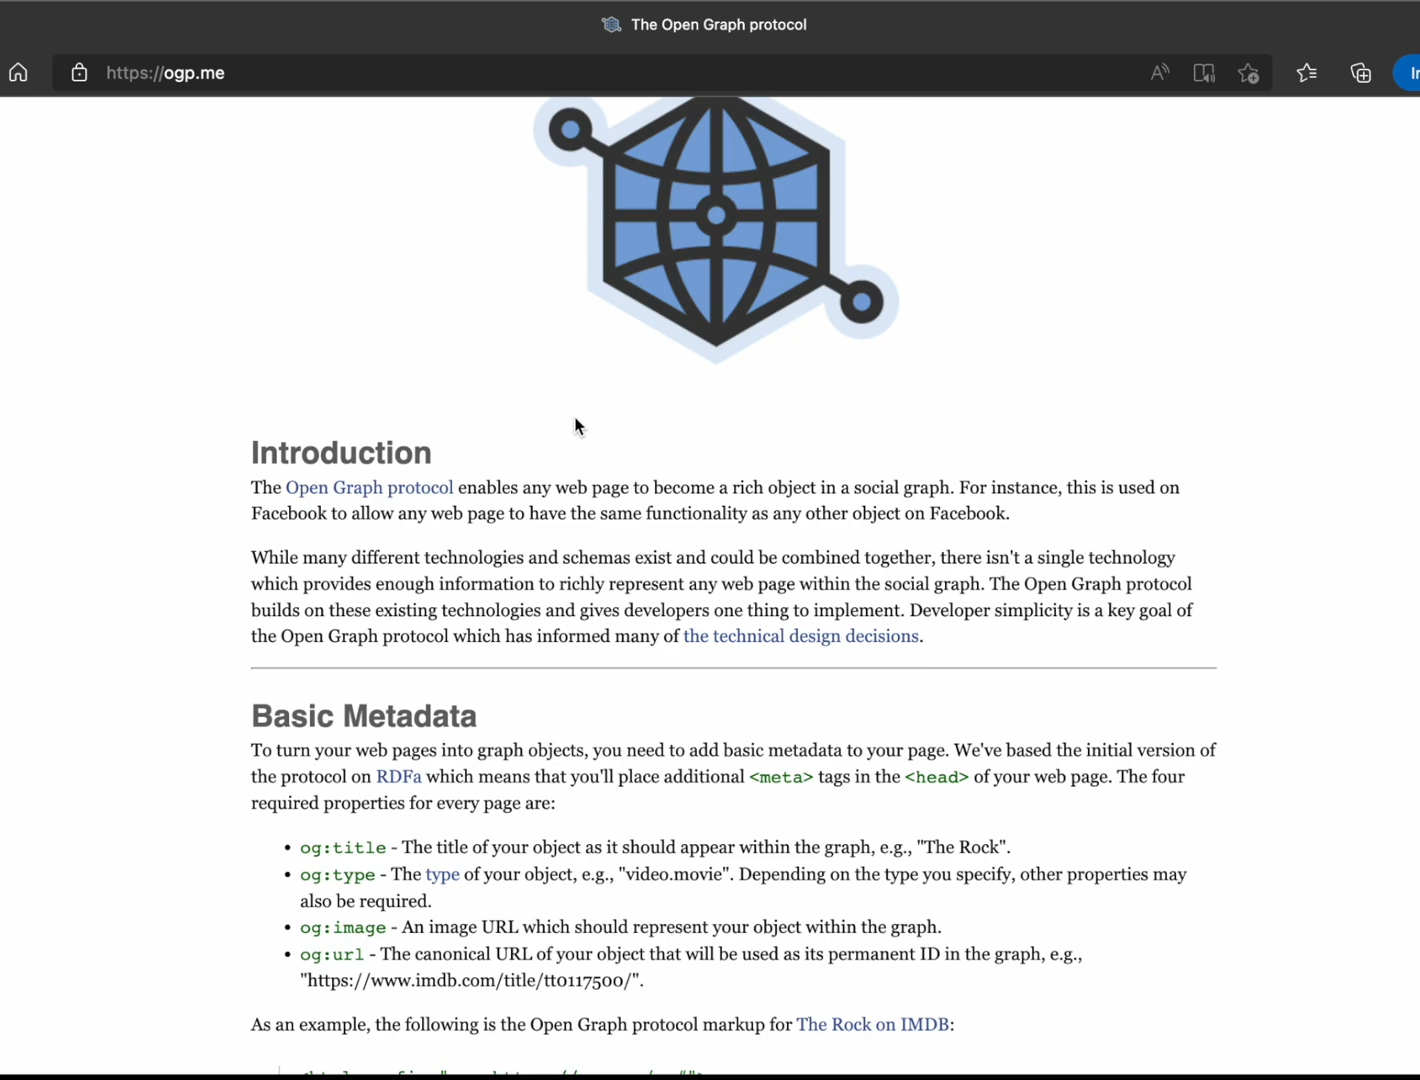 The Open Graph protocol
https://ogp.me
Introduction
The Open Graph protocol enables any web page to become a rich object in a social graph. For instance, this is used on
Facebook to allow any web page to have the same functionality as any other object on Facebook.
While many different technologies and schemas exist and could be combined together, there isn't a single technology
which provides enough information to richly represent any web page within the social graph. The Open Graph protocol
builds on these existing technologies and gives developers one thing to implement. Developer simplicity is a key goal of
the Open Graph protocol which has informed many of the technical design decisions.
Basic Metadata
To turn your web pages into graph objects, you need to add basic metadata to your page. We've based the initial version of
the protocol on RDFa which means that you'll place additional <meta> tags in the <head> of your web page. The four
required properties for every page are:
• og:title - The title of your object as it should appear within the graph, e.g., "The Rock".
• og:type - The type of your object, e.g., "video.movie". Depending on the type you specify, other properties may
also be required.
• og:image - An image URL which should represent your object within the graph.
• og:url - The canonical URL of your object that will be used as its permanent ID in the graph, e.g.,
"https://www.imdb.com/title/tt0117500/".
As an example, the following is the Open Graph protocol markup for The Rock on IMDB: